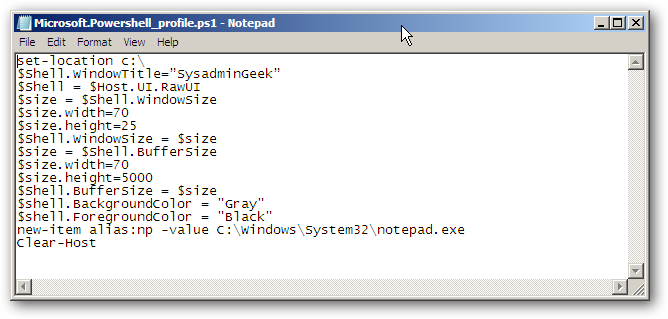 Microsoft.Powershell_profile.ps1 - Notepad
File Edit Format View Help
set-location c:\
$Shell.WindowTitle="SysadminGeek"
$Shell = $Host.UI.RawUI
$size = $Shell.WindowSize
$size.width=70
$size.height=25
$Shell.WindowSize = $size
$size = $Shell.BufferSize
$size.width=70
$size.height=5000
$Shell.BufferSize = $size
$shell.BackgroundColor = "Gray"
$shell.ForegroundColor = "Black"
new-item alias:np -value C:\Windows\System32\notepad.exe
Clear-Host